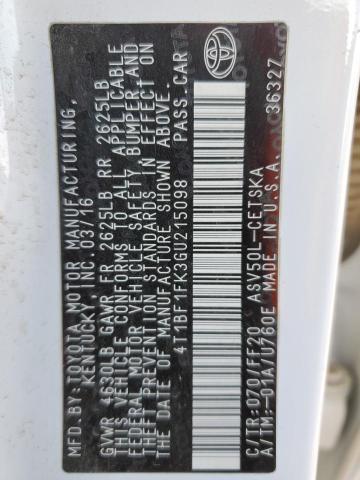 MFD BY:TOYOTA MOTOR MANUFACTURING,
KENTUCKY,INC. 03/16
GVWR 4630LB GAWR FR 2625LB RR 2625LB
THIS VEHICLE CONFORMS TO ALL APPLICABLE
FEDERAL MOTOR VEHICLE SAFETY, BUMPER,AND
THEFT PREVENTION STANDARDS IN EFFECT ON
THE DATE OF MANUFACTURE SHOWN ABOVE.
4T1BF1FK3GU215098 PASS.CAR
C/TR:070/FF20 ASV50L-CETSKA
A/TM:-01A/U760E MADE IN U.S.A. 36327
TOYOTA